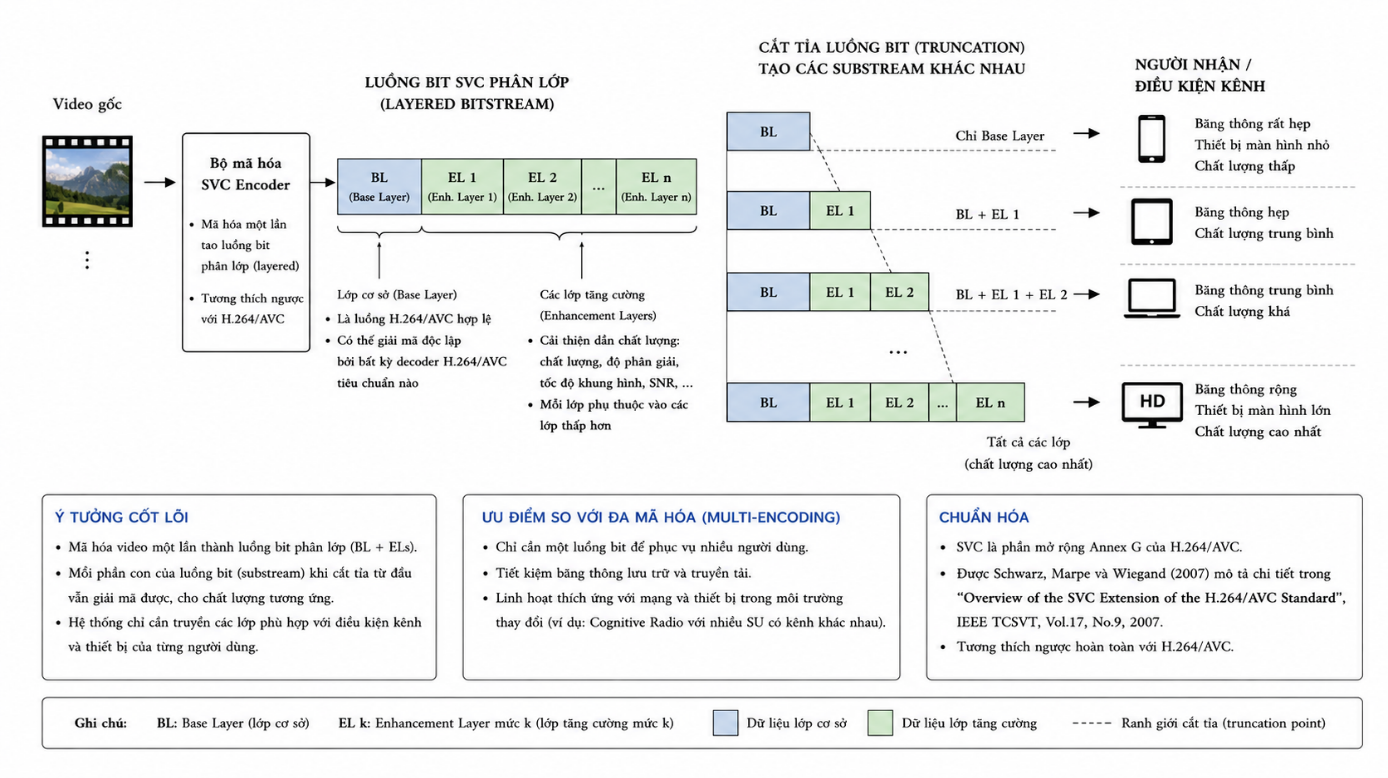 Video gốc
⋮
Bộ mã hóa
SVC Encoder
• Mã hóa một lần
tao luồng bit
phân lớp (layered)
• Tương thích ngược
với H.264/AVC
LUỒNG BIT SVC PHÂN LỚP
(LAYERED BITSTREAM)
BL
(Base Layer)
EL 1
(Enh. Layer 1)
EL 2
(Enh. Layer 2)
...
EL n
(Enh. Layer n)
Lớp cơ sở (Base Layer)
• Là luồng H.264/AVC hợp lệ
• Có thể giải mã độc lập
bởi bất kỳ decoder H.264/AVC
tiêu chuẩn nào
Các lớp tăng cường
(Enhancement Layers)
• Cải thiện dần chất lượng:
chất lượng, độ phân giải,
tốc độ khung hình, SNR, ...
• Mỗi lớp phụ thuộc vào các
lớp thấp hơn
CẮT TỈA LUỒNG BIT (TRUNCATION)
TẠO CÁC SUBSTREAM KHÁC NHAU
BL
Chỉ Base Layer
BL EL 1
BL + EL 1
BL EL 1 EL 2
BL + EL 1 + EL 2
...
BL EL 1 EL 2 ... EL n
Tất cả các lớp
(chất lượng cao nhất)
NGƯỜI NHẬN /
ĐIỀU KIỆN KÊNH
Băng thông rất hẹp
Thiết bị màn hình nhỏ
Chất lượng thấp
Băng thông hẹp
Chất lượng trung bình
Băng thông trung bình
Chất lượng khá
HD
Băng thông rộng
Thiết bị màn hình lớn
Chất lượng cao nhất
Ý TƯỞNG CỐT LÕI
• Mã hóa video một lần thành luồng bit phân lớp (BL + ELs).
• Mỗi phần con của luồng bit (substream) khi cắt tỉa từ đầu
vẫn giải mã được, cho chất lượng tương ứng.
• Hệ thống chỉ cần truyền các lớp phù hợp với điều kiện kênh
và thiết bị của từng người dùng.
ƯU ĐIỂM SO VỚI ĐA MÃ HÓA (MULTI-ENCODING)
• Chỉ cần một luồng bit để phục vụ nhiều người dùng.
• Tiết kiệm băng thông lưu trữ và truyền tải.
• Linh hoạt thích ứng với mạng và thiết bị trong môi trường
thay đổi (ví dụ: Cognitive Radio với nhiều SU có kênh khác nhau).
CHUẨN HÓA
• SVC là phần mở rộng Annex G của H.264/AVC.
• Được Schwarz, Marpe và Wiegand (2007) mô tả chi tiết trong
“Overview of the SVC Extension of the H.264/AVC Standard”,
IEEE TCSVT, Vol.17, No.9, 2007.
• Tương thích ngược hoàn toàn với H.264/AVC.
Ghi chú: BL: Base Layer (lớp cơ sở) EL k: Enhancement Layer mức k (lớp tăng cường mức k) Dữ liệu lớp cơ sở Dữ liệu lớp tăng cường Ranh giới cắt tỉa (truncation point)